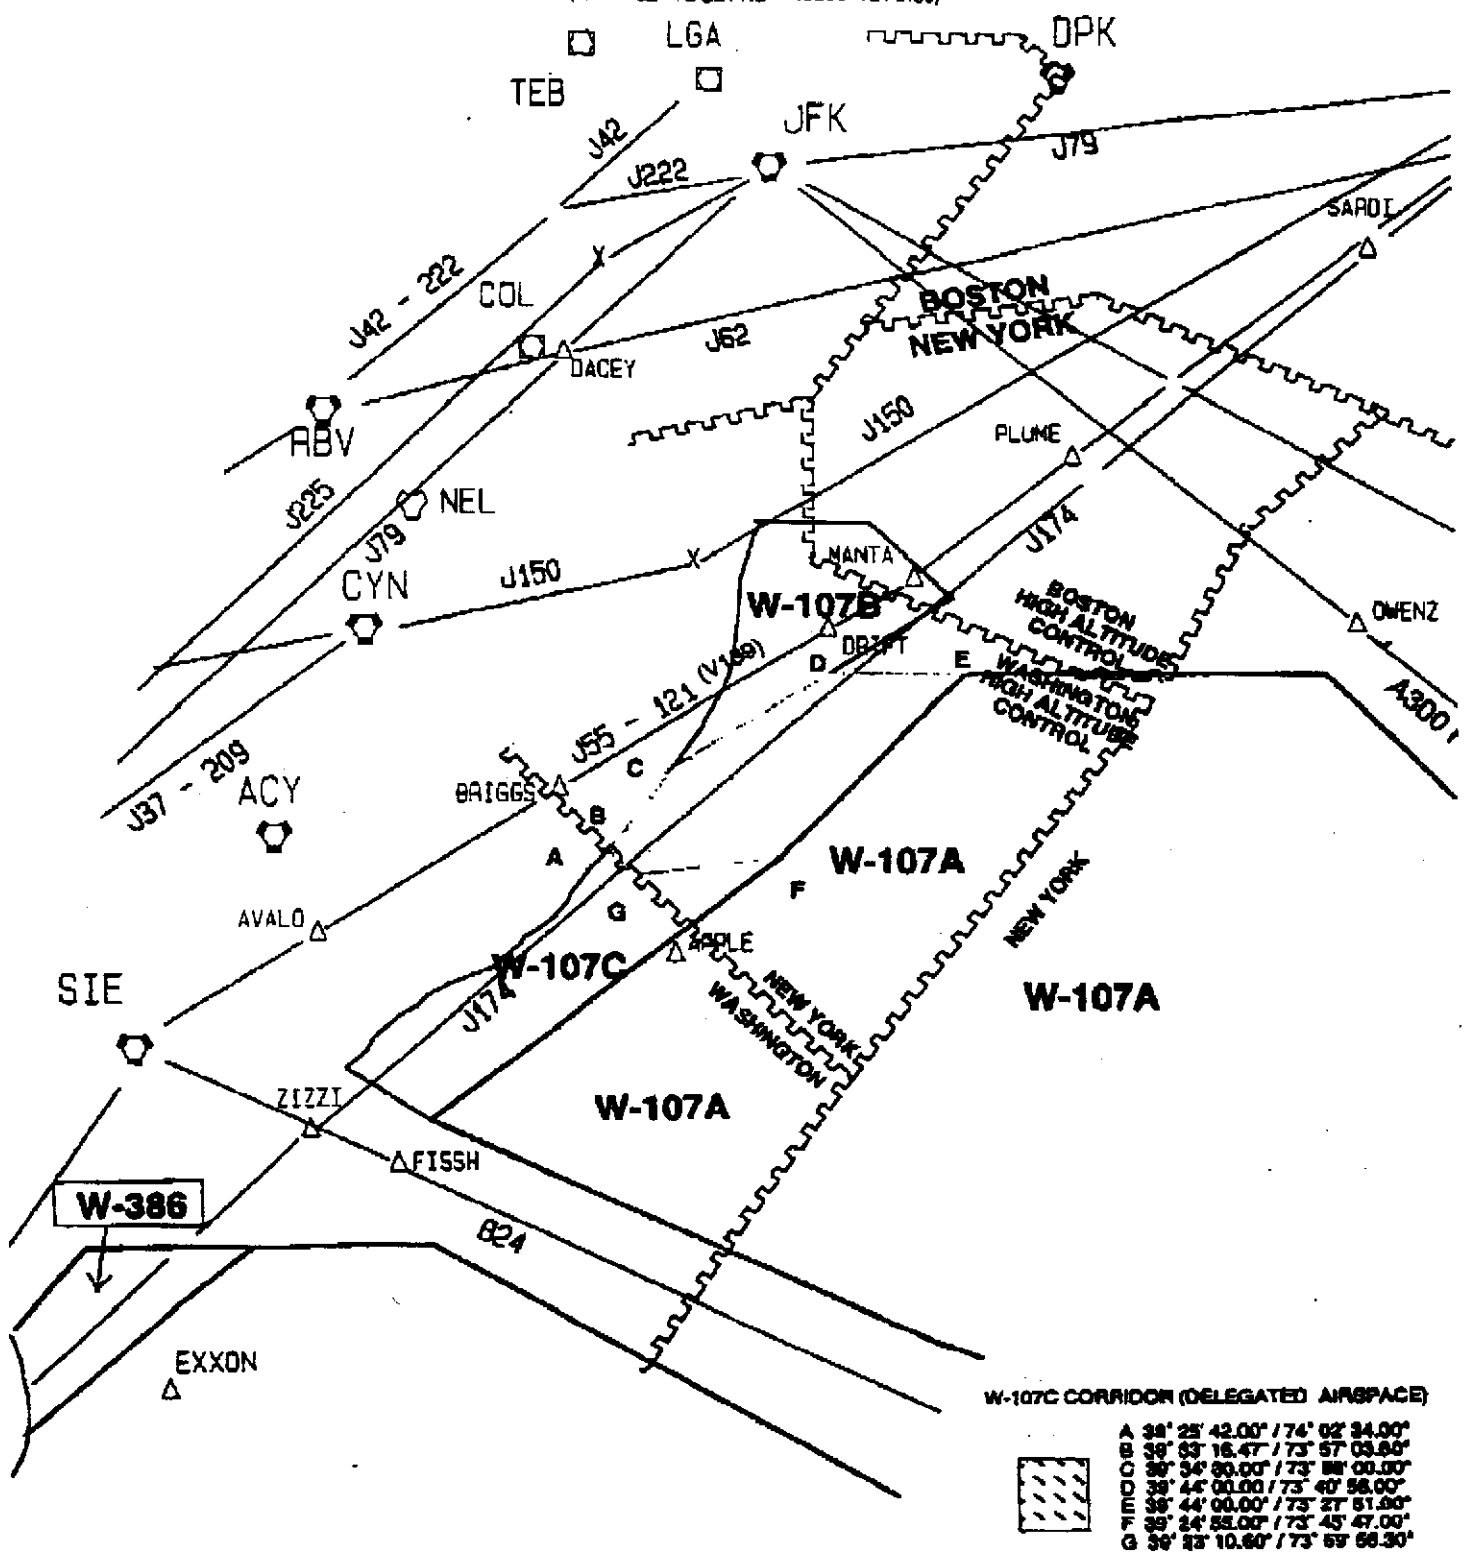 LGA
DPK
TEB
JFK
J42
J222
J79
SARDI
J42 - 222
COL
BOSTON
NEW YORK
J62
DACEY
RBV
J150
PLUME
J225
NEL
J79
J174
CYN
J150
MANTA
W-107B
BOSTON
HIGH ALTITUDE
CONTROL
OWENZ
DRIFT
D
E
WASHINGTON
HIGH ALTITUDE
CONTROL
A300
J55 - 121 (V139)
J37 - 209
C
ACY
BRIGGS
B
A
W-107A
F
NEW YORK
G
AVALO
APPLE
W-107C
SIE
J174
NEW YORK
WASHINGTON
W-107A
ZIZZI
W-107A
FISSH
W-386
B24
EXXON
W-107C CORRIDOR (DELEGATED AIRSPACE)
A
B
C
D
E
F
G